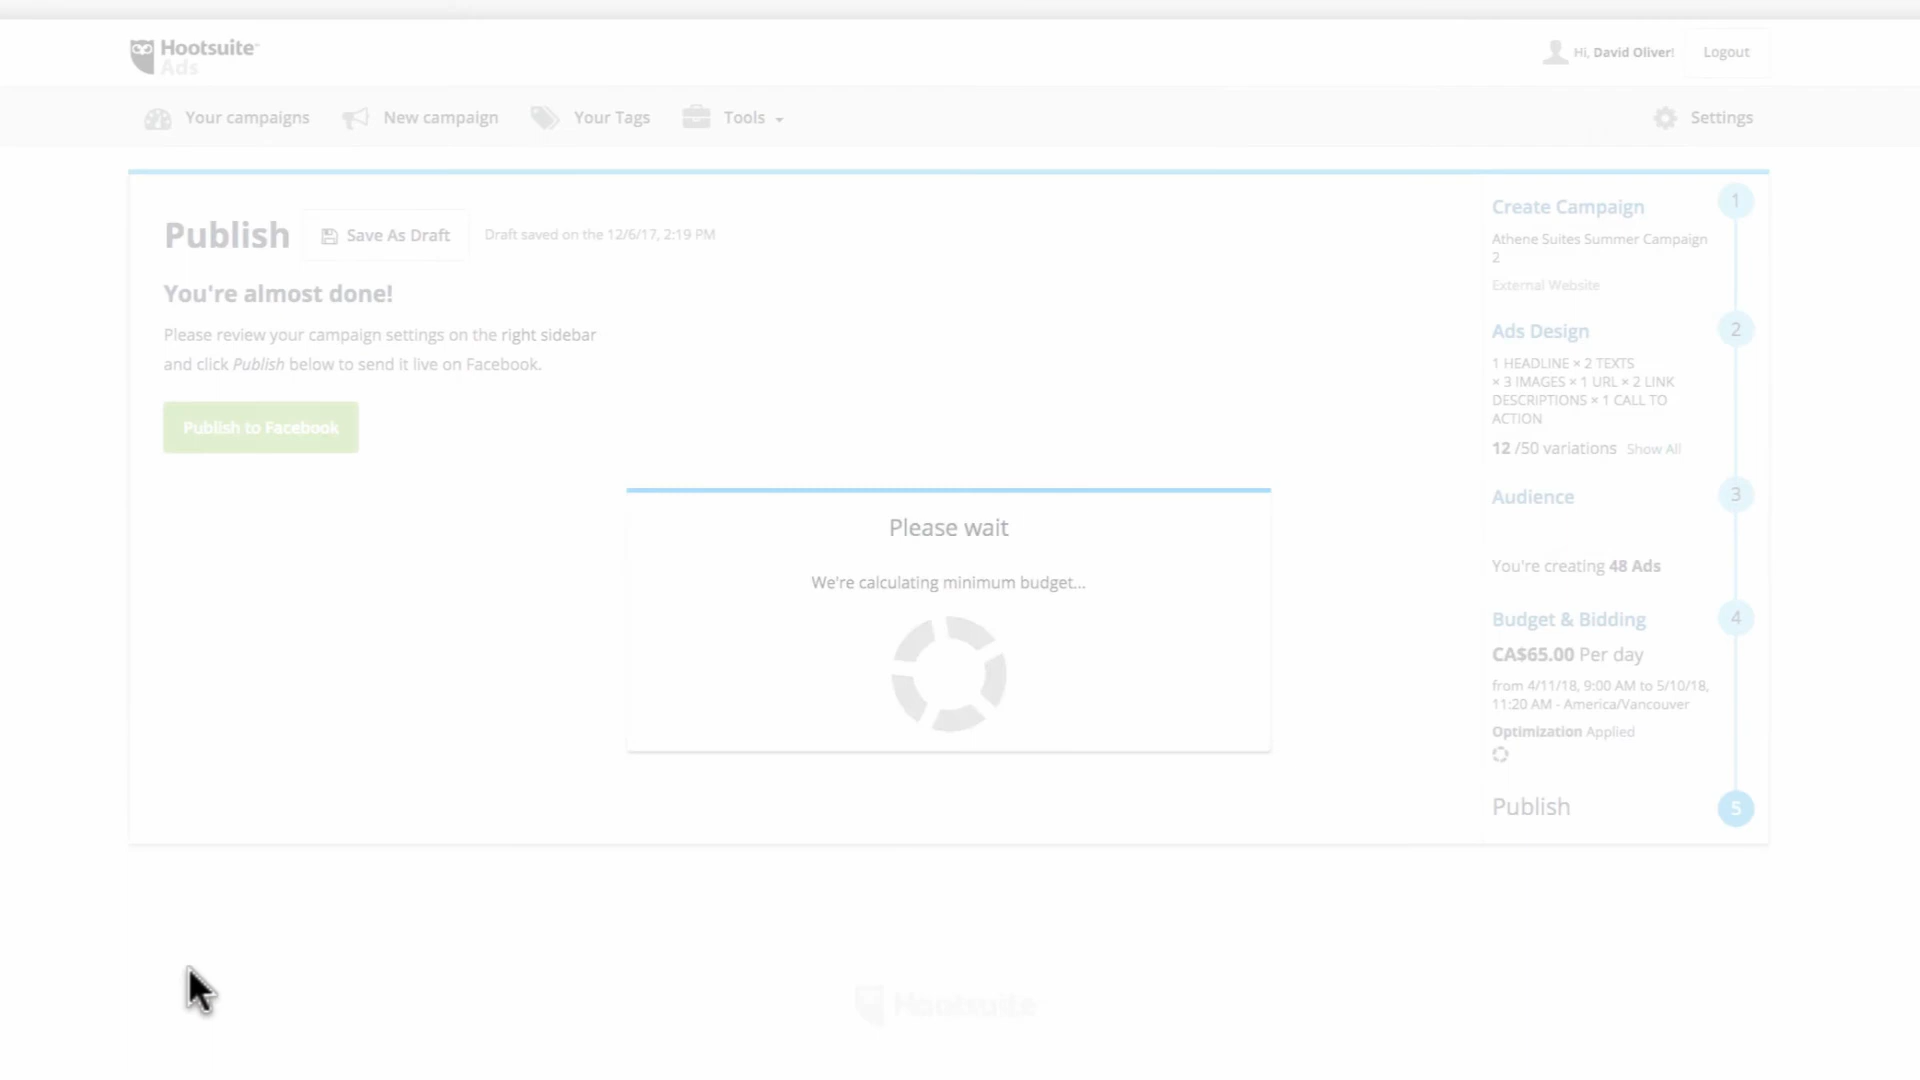 Hootsuite™
Ads
Hi, David Oliver!
Logout
Your campaigns
New campaign
Your Tags
Tools
Settings
Publish
Save As Draft
Draft saved on the 12/6/17, 2:19 PM
You're almost done!
Please review your campaign settings on the right sidebar
and click Publish below to send it live on Facebook.
Publish to Facebook
Please wait
We're calculating minimum budget...
Create Campaign
1
Athene Suites Summer Campaign
2
External Website
Ads Design
2
1 HEADLINE × 2 TEXTS
× 3 IMAGES × 1 URL × 2 LINK
DESCRIPTIONS × 1 CALL TO
ACTION
12 /50 variations Show All
Audience
3
You're creating 48 Ads
Budget & Bidding
4
CA$65.00 Per day
from 4/11/18, 9:00 AM to 5/10/18,
11:20 AM - America/Vancouver
Optimization Applied
Publish
5
Hootsuite